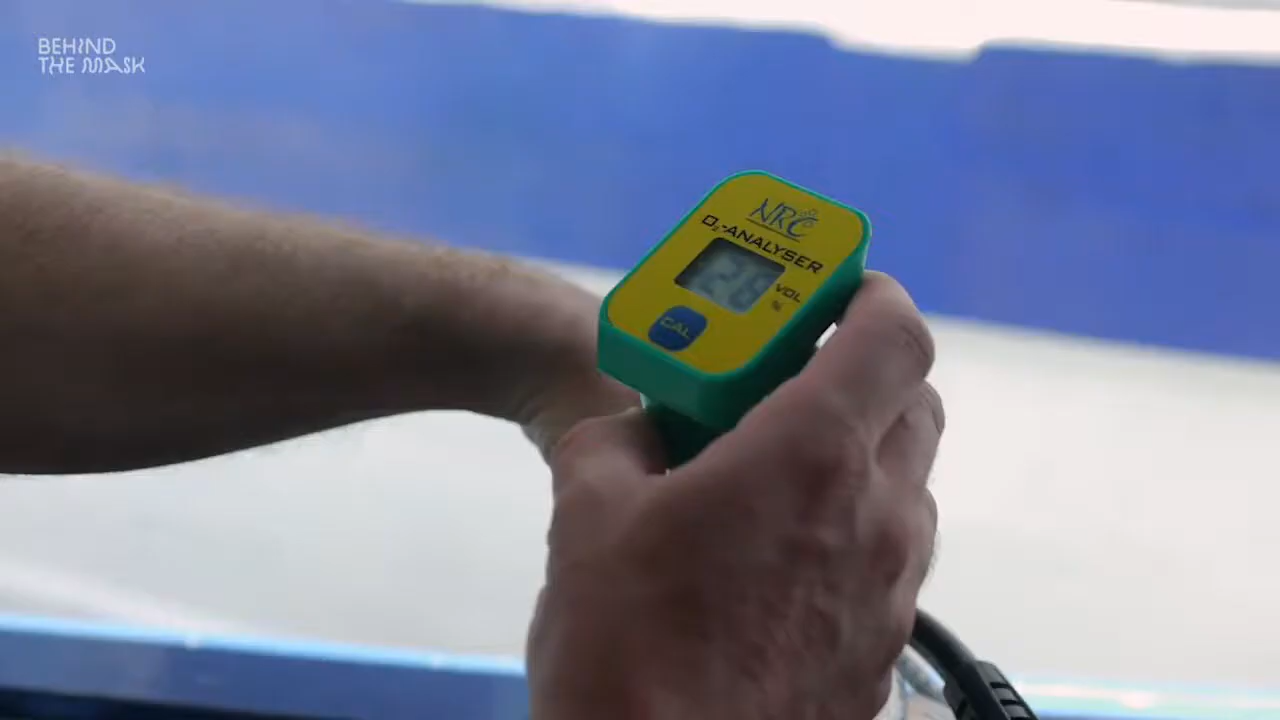 BEHIND
THE MASK
NRC
O₂-ANALYSER
VOL
%
CAL